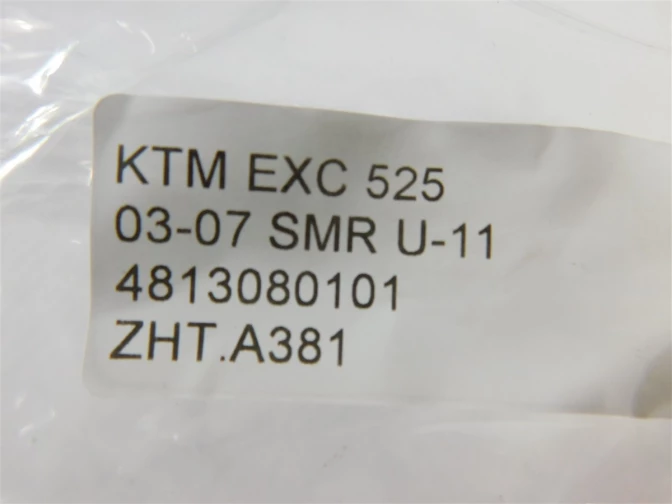 KTM EXC 525
03-07 SMR U-11
4813080101
ZHT.A381